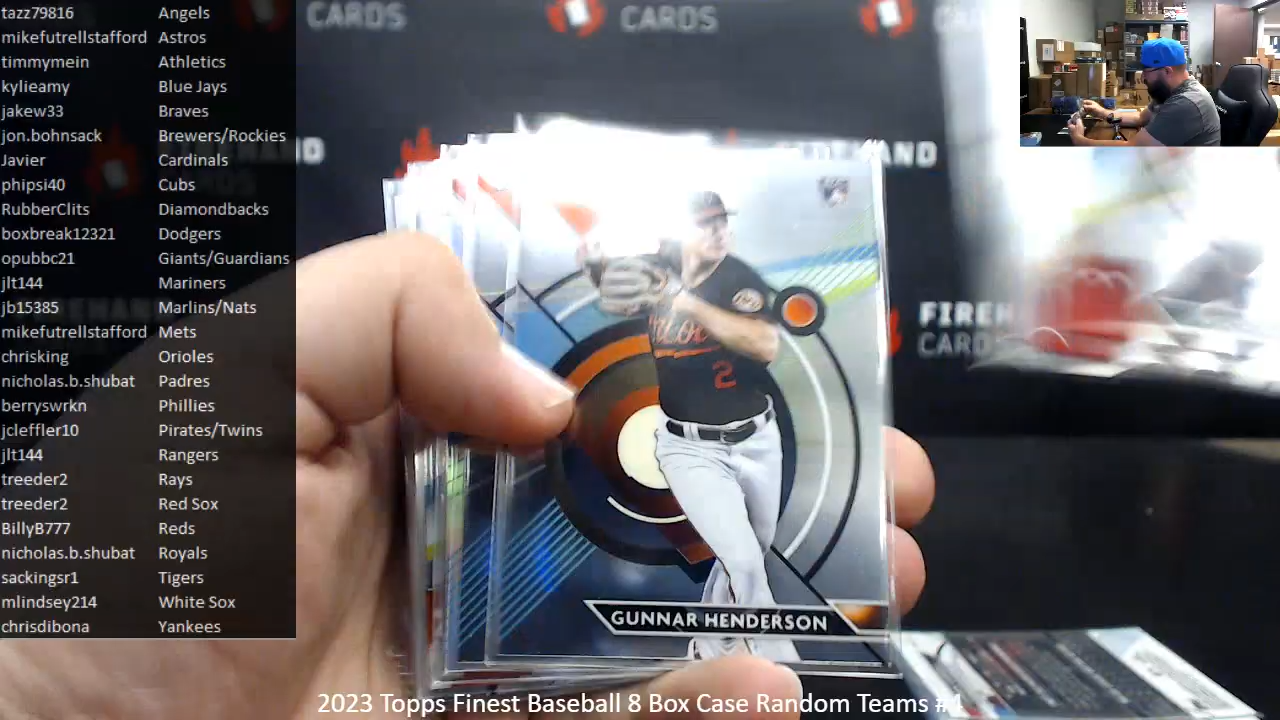 tazz79816 Angels
mikefutrellstafford Astros
timmymein Athletics
kylieamy Blue Jays
jakew33 Braves
jon.bohnsack Brewers/Rockies
Javier Cardinals
phipsi40 Cubs
RubberClits Diamondbacks
boxbreak12321 Dodgers
opubbc21 Giants/Guardians
jlt144 Mariners
jb15385 Marlins/Nats
mikefutrellstafford Mets
chrisking Orioles
nicholas.b.shubat Padres
berryswrkn Phillies
jcleffler10 Pirates/Twins
jlt144 Rangers
treeder2 Rays
treeder2 Red Sox
BillyB777 Reds
nicholas.b.shubat Royals
sackingsr1 Tigers
mlindsey214 White Sox
chrisdibona Yankees
CARDS
CARDS
2
GUNNAR HENDERSON
2023 Topps Finest Baseball 8 Box Case Random Teams #4